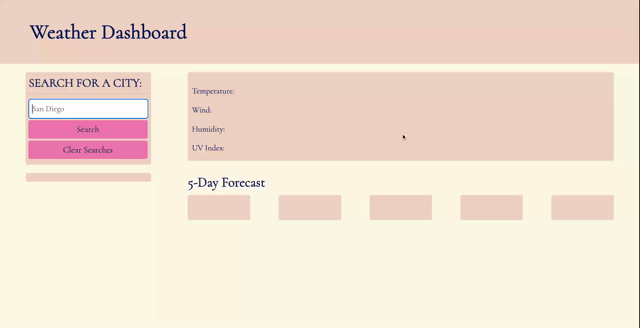 Weather Dashboard
SEARCH FOR A CITY:
San Diego
Search
Clear Searches
Temperature:
Wind:
Humidity:
UV Index:
5-Day Forecast